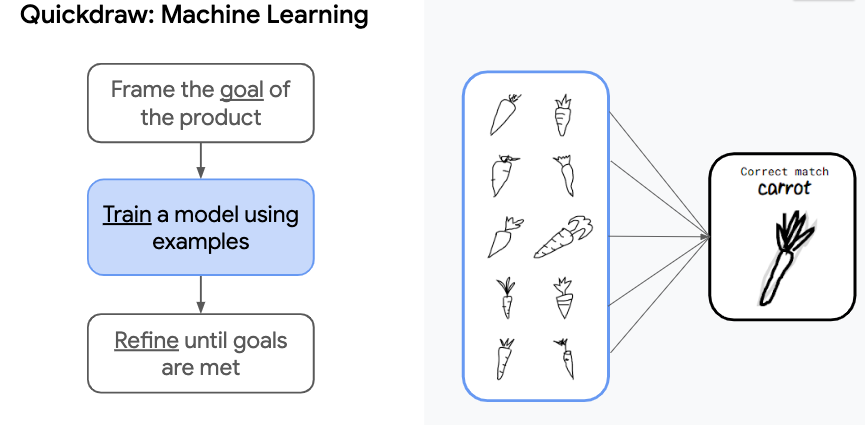 Quickdraw: Machine Learning
Frame the goal of
the product
Train a model using
examples
Refine until goals
are met
Correct match
carrot